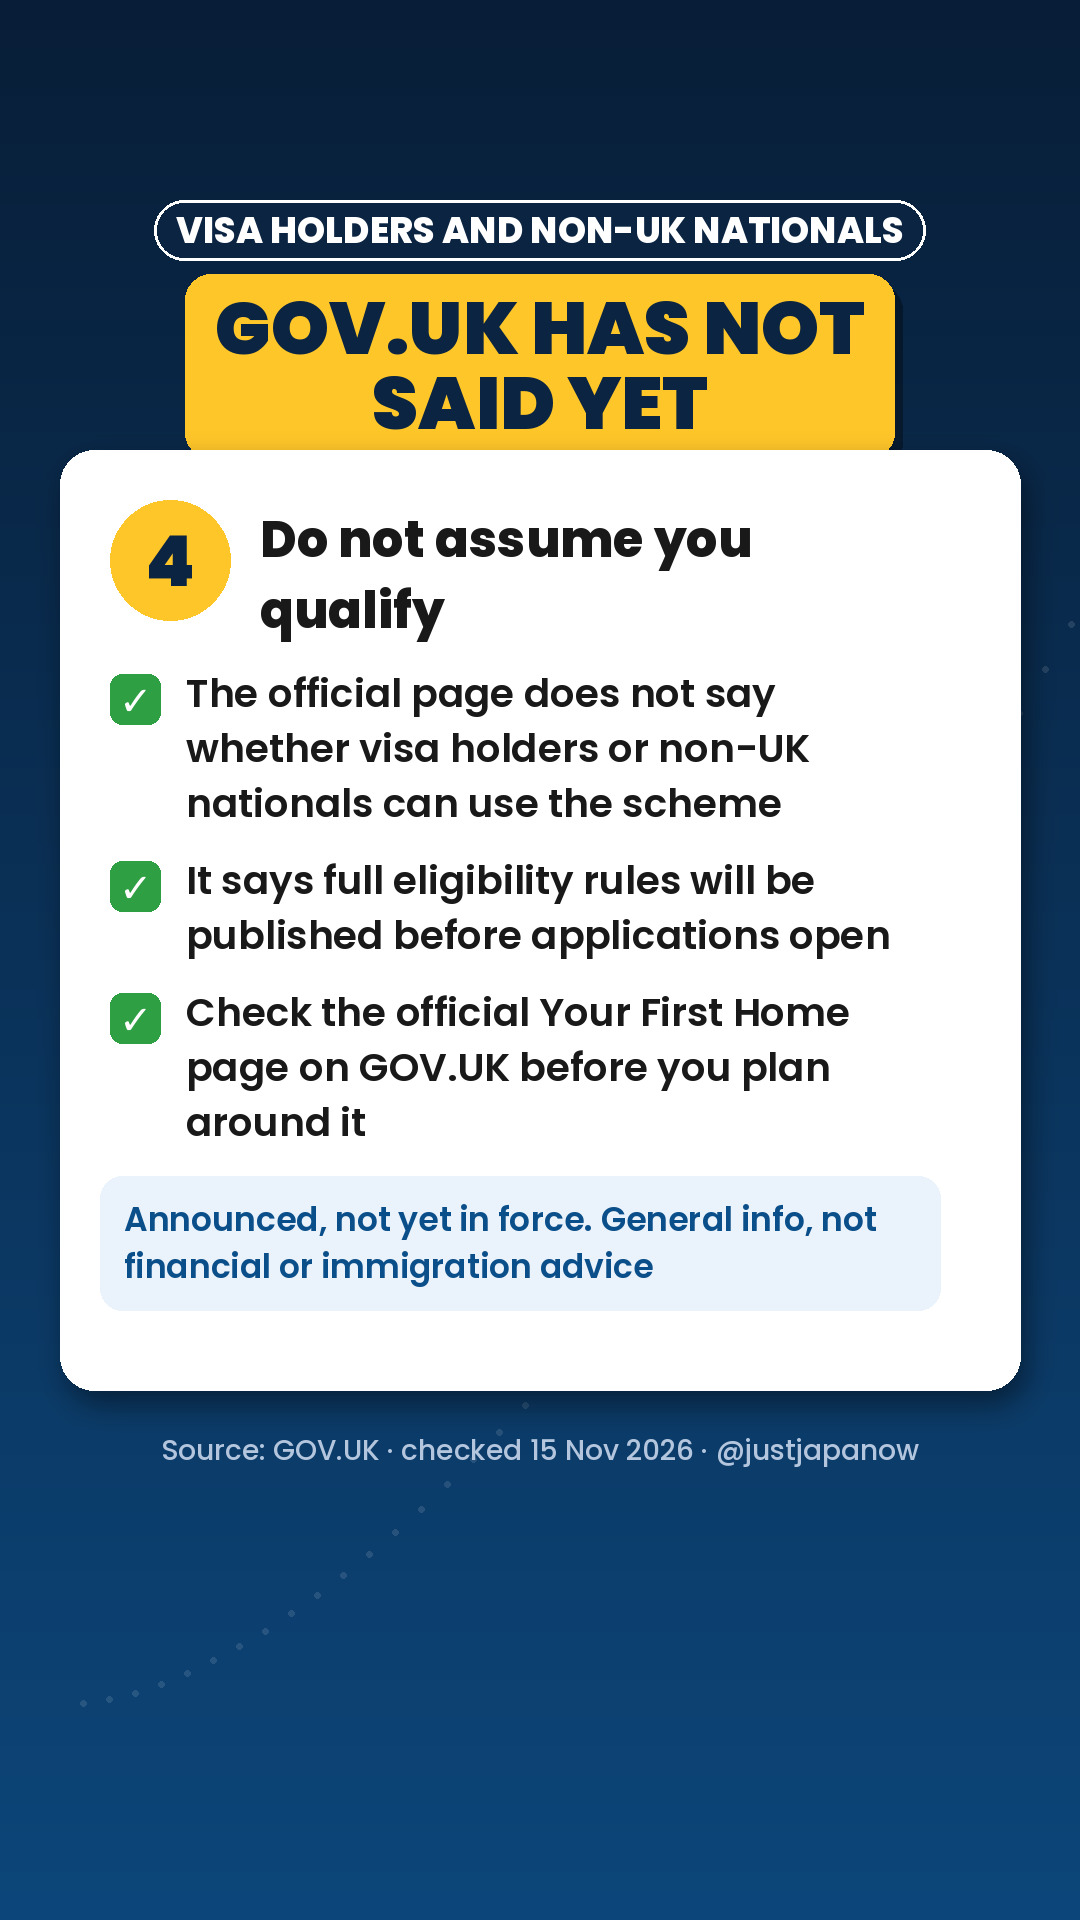 VISA HOLDERS AND NON-UK NATIONALS
GOV.UK HAS NOT
SAID YET
4
Do not assume you
qualify
✓ The official page does not say
whether visa holders or non-UK
nationals can use the scheme
✓ It says full eligibility rules will be
published before applications open
✓ Check the official Your First Home
page on GOV.UK before you plan
around it
Announced, not yet in force. General info, not
financial or immigration advice
Source: GOV.UK · checked 15 Nov 2026 · @justjapanow